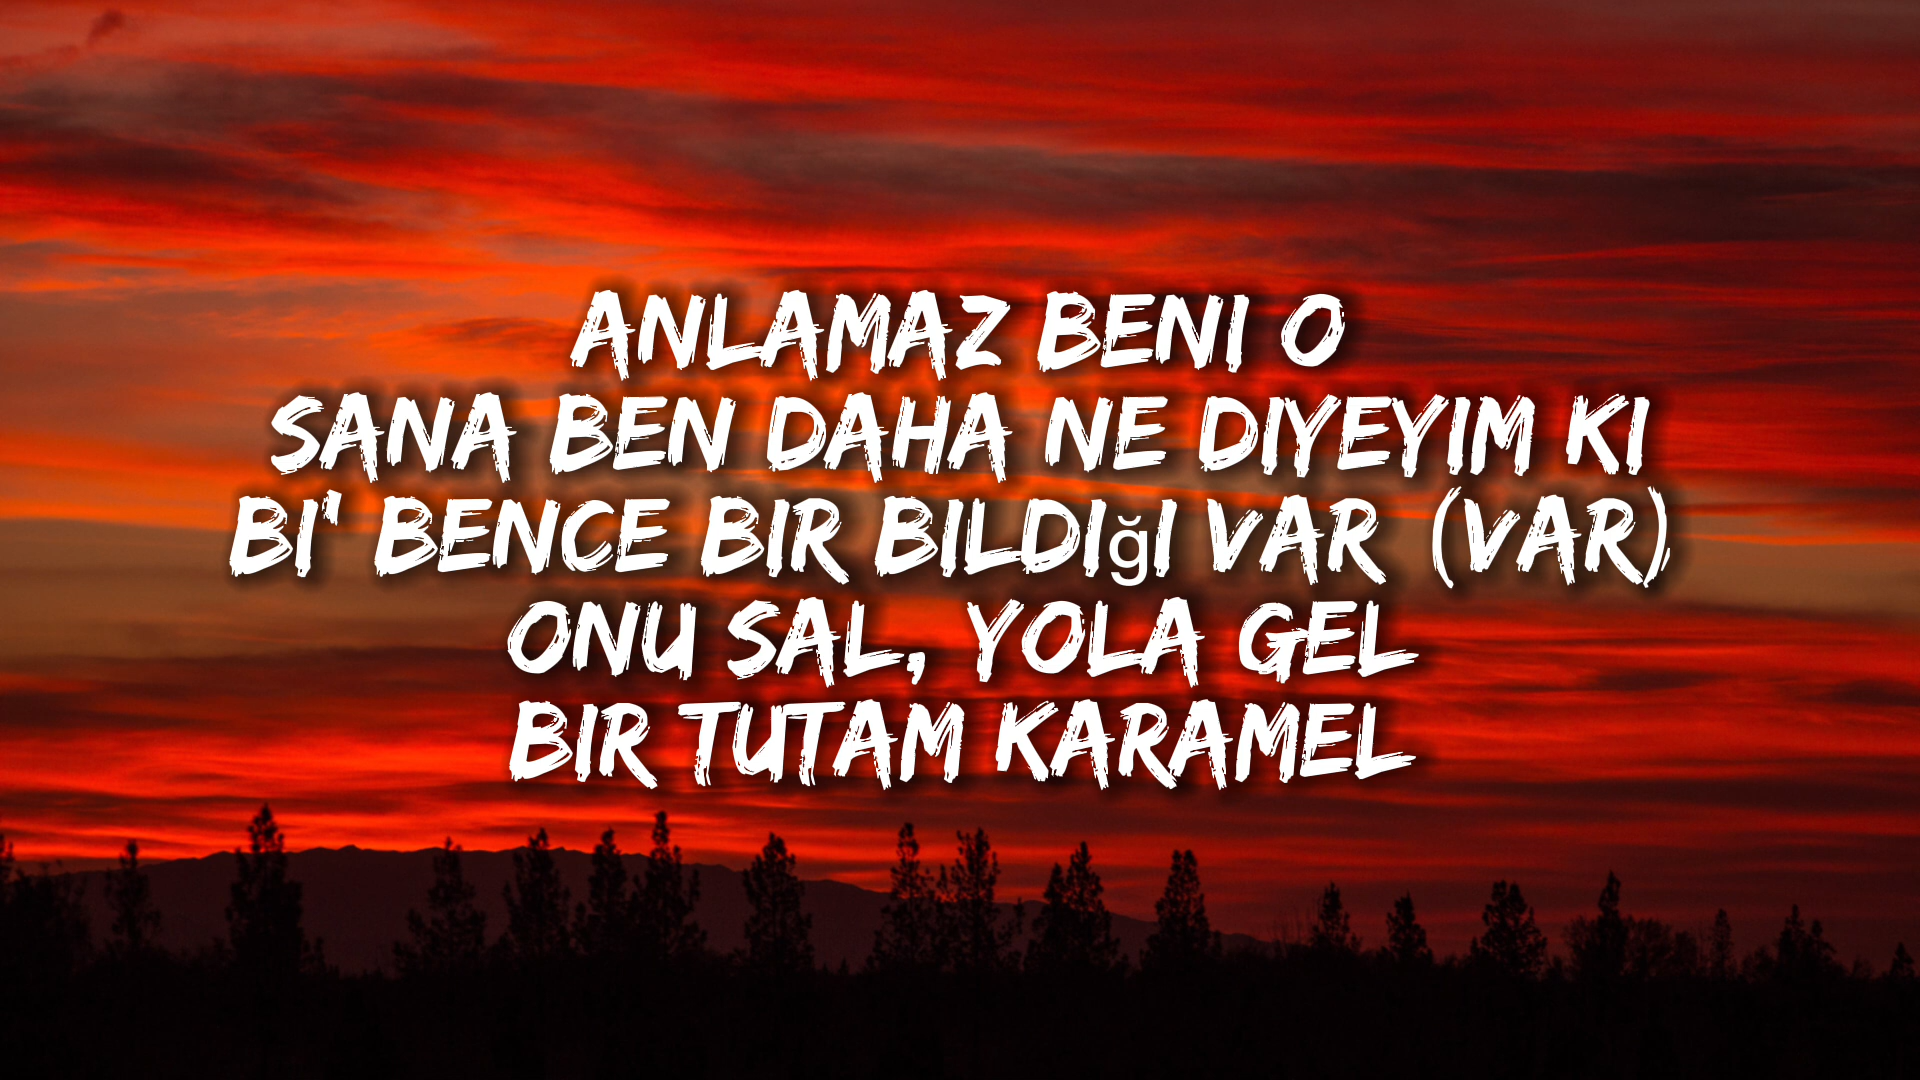 ANLAMAZ BENI O
SANA BEN DAHA NE DIYEYIM KI
BI' BENCE BIR BILDIğI VAR (VAR)
ONU SAL, YOLA GEL
BIR TUTAM KARAMEL